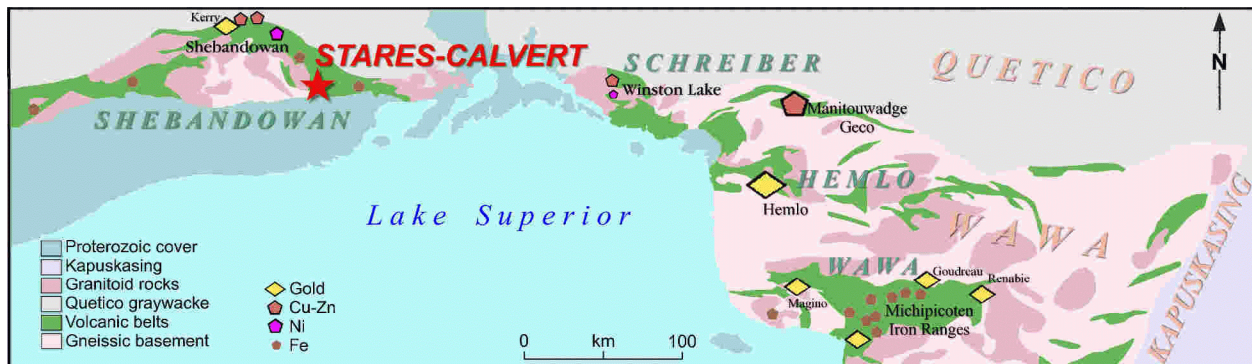 Kerry
Shebandowan
STARES-CALVERT
SHEBANDOWAN
SCHREIBER
Winston Lake
QUETICO
N
Manitouwadge
Geco
HEMLO
Hemlo
Lake Superior
WAWA
WAWA
Goudreau
Renabie
Magino
Michipicoten
Iron Ranges
KAPUSKASING
Proterozoic cover
Kapuskasing
Granitoid rocks
Quetico graywacke
Volcanic belts
Gneissic basement
Gold
Cu-Zn
Ni
Fe
0 km 100